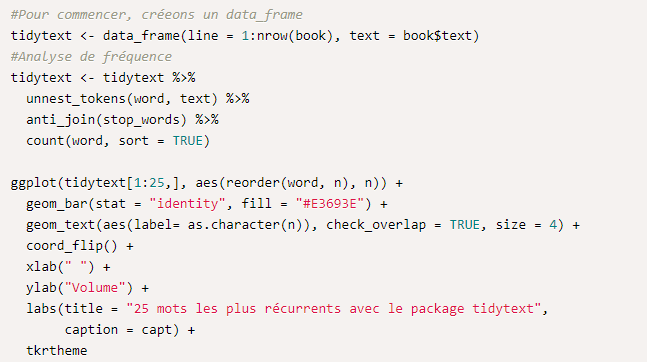 #Pour commencer, créeons un data_frame
tidytext <- data_frame(line = 1:nrow(book), text = book$text)
#Analyse de fréquence
tidytext <- tidytext %>%
  unnest_tokens(word, text) %>%
  anti_join(stop_words) %>%
  count(word, sort = TRUE)

ggplot(tidytext[1:25,], aes(reorder(word, n), n)) +
  geom_bar(stat = "identity", fill = "#E3693E") +
  geom_text(aes(label= as.character(n)), check_overlap = TRUE, size = 4) +
  coord_flip() +
  xlab(" ") +
  ylab("Volume") +
  labs(title = "25 mots les plus récurrents avec le package tidytext",
       caption = capt) +
  tkrtheme